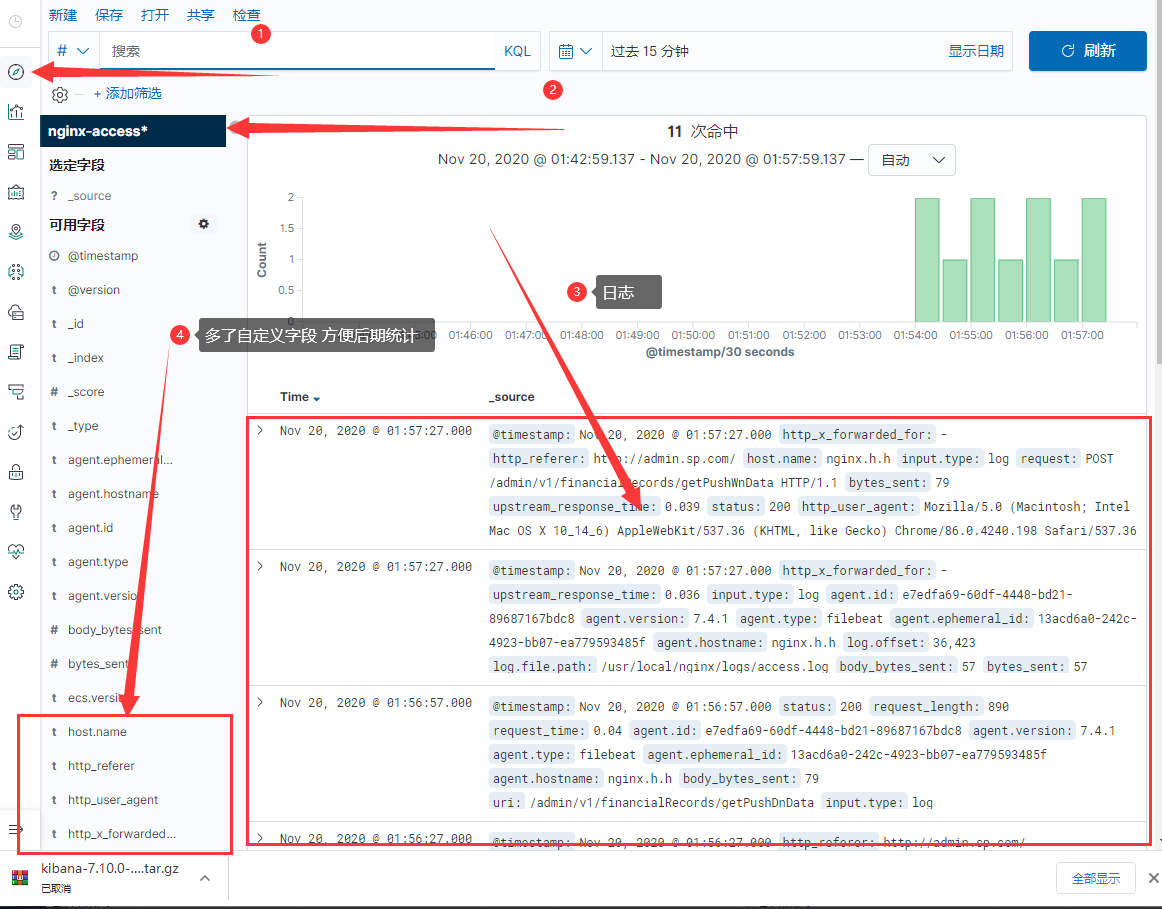 新建 保存 打开 共享 检查
1
# 搜索 KQL 过去 15 分钟 显示日期 刷新
+ 添加筛选
2
nginx-access*
11 次命中
Nov 20, 2020 @ 01:42:59.137 - Nov 20, 2020 @ 01:57:59.137 — 自动
选定字段
? _source
可用字段
@timestamp
t @version
t _id
t _index
# _score
t _type
t agent.ephemeral...
t agent.hostname
t agent.id
t agent.type
t agent.version
# body_bytes_sent
# bytes_sent
t ecs.version
t host.name
t http_referer
t http_user_agent
t http_x_forwarded...
Count
2
1.5
1
0.5
0
3 日志
4 多了自定义字段 方便后期统计
01:46:00 01:47:00 01:48:00 01:49:00 01:50:00 01:51:00 01:52:00 01:53:00 01:54:00 01:55:00 01:56:00 01:57:00
@timestamp/30 seconds
Time _source
Nov 20, 2020 @ 01:57:27.000 @timestamp: Nov 20, 2020 @ 01:57:27.000 http_x_forwarded_for: -
http_referer: http://admin.sp.com/ host.name: nginx.h.h input.type: log request: POST
/admin/v1/financialRecords/getPushWnData HTTP/1.1 bytes_sent: 79
upstream_response_time: 0.039 status: 200 http_user_agent: Mozilla/5.0 (Macintosh; Intel
Mac OS X 10_14_6) AppleWebKit/537.36 (KHTML, like Gecko) Chrome/86.0.4240.198 Safari/537.36
Nov 20, 2020 @ 01:57:27.000 @timestamp: Nov 20, 2020 @ 01:57:27.000 http_x_forwarded_for: -
upstream_response_time: 0.036 input.type: log agent.id: e7edfa69-60df-4448-bd21-
89687167bdc8 agent.version: 7.4.1 agent.type: filebeat agent.ephemeral_id: 13acd6a0-242c-
4923-bb07-ea779593485f agent.hostname: nginx.h.h log.offset: 36,423
log.file.path: /usr/local/nginx/logs/access.log body_bytes_sent: 57 bytes_sent: 57
Nov 20, 2020 @ 01:56:57.000 @timestamp: Nov 20, 2020 @ 01:56:57.000 status: 200 request_length: 890
request_time: 0.04 agent.id: e7edfa69-60df-4448-bd21-89687167bdc8 agent.version: 7.4.1
agent.type: filebeat agent.ephemeral_id: 13acd6a0-242c-4923-bb07-ea779593485f
agent.hostname: nginx.h.h body_bytes_sent: 79
uri: /admin/v1/financialRecords/getPushDnData input.type: log
Nov 20, 2020 @ 01:56:27.000 @timestamp: Nov 20, 2020 @ 01:56:27.000 http_referer: http://admin.sp.com/
kibana-7.10.0-....tar.gz
已取消
全部显示